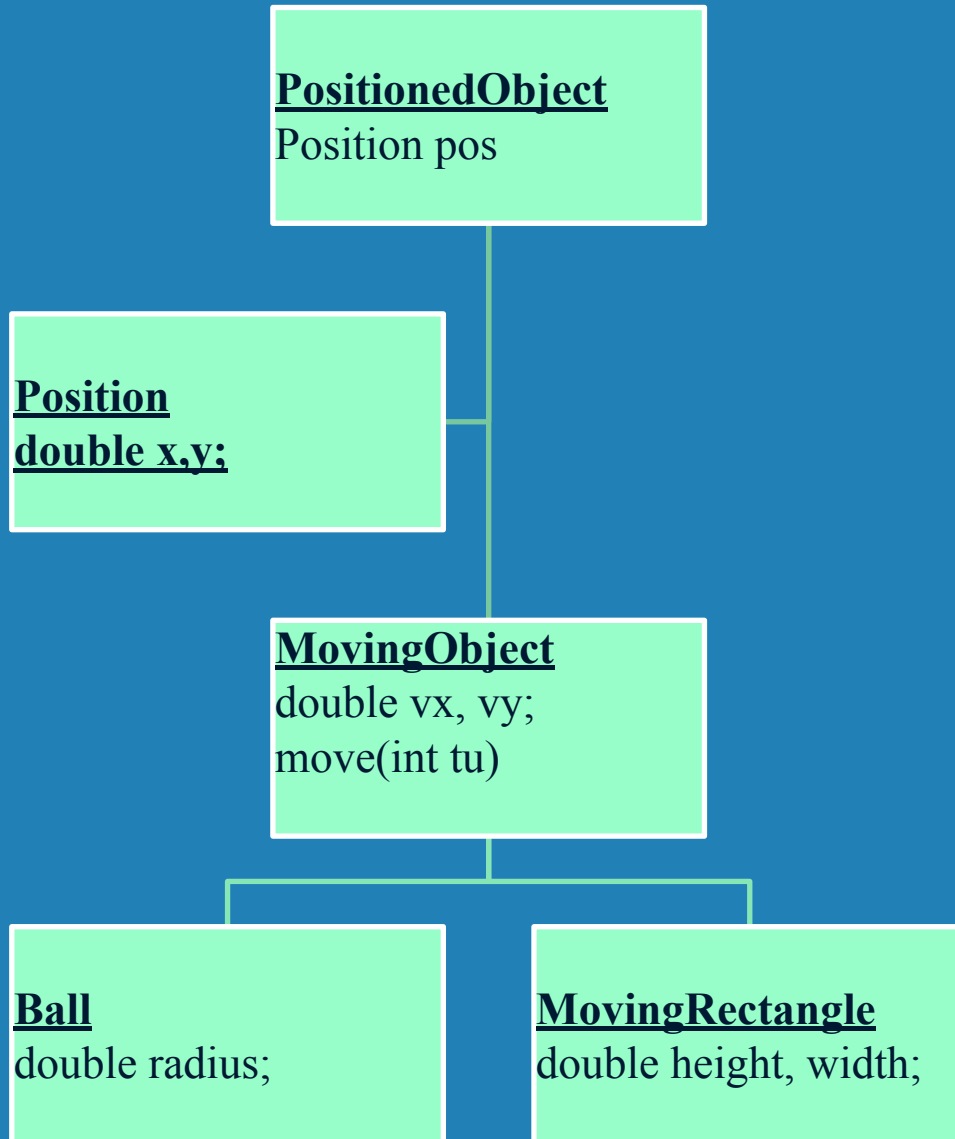 PositionedObject
Position pos
Position
double x,y;
MovingObject
double vx, vy;
move(int tu)
Ball
double radius;
MovingRectangle
double height, width;